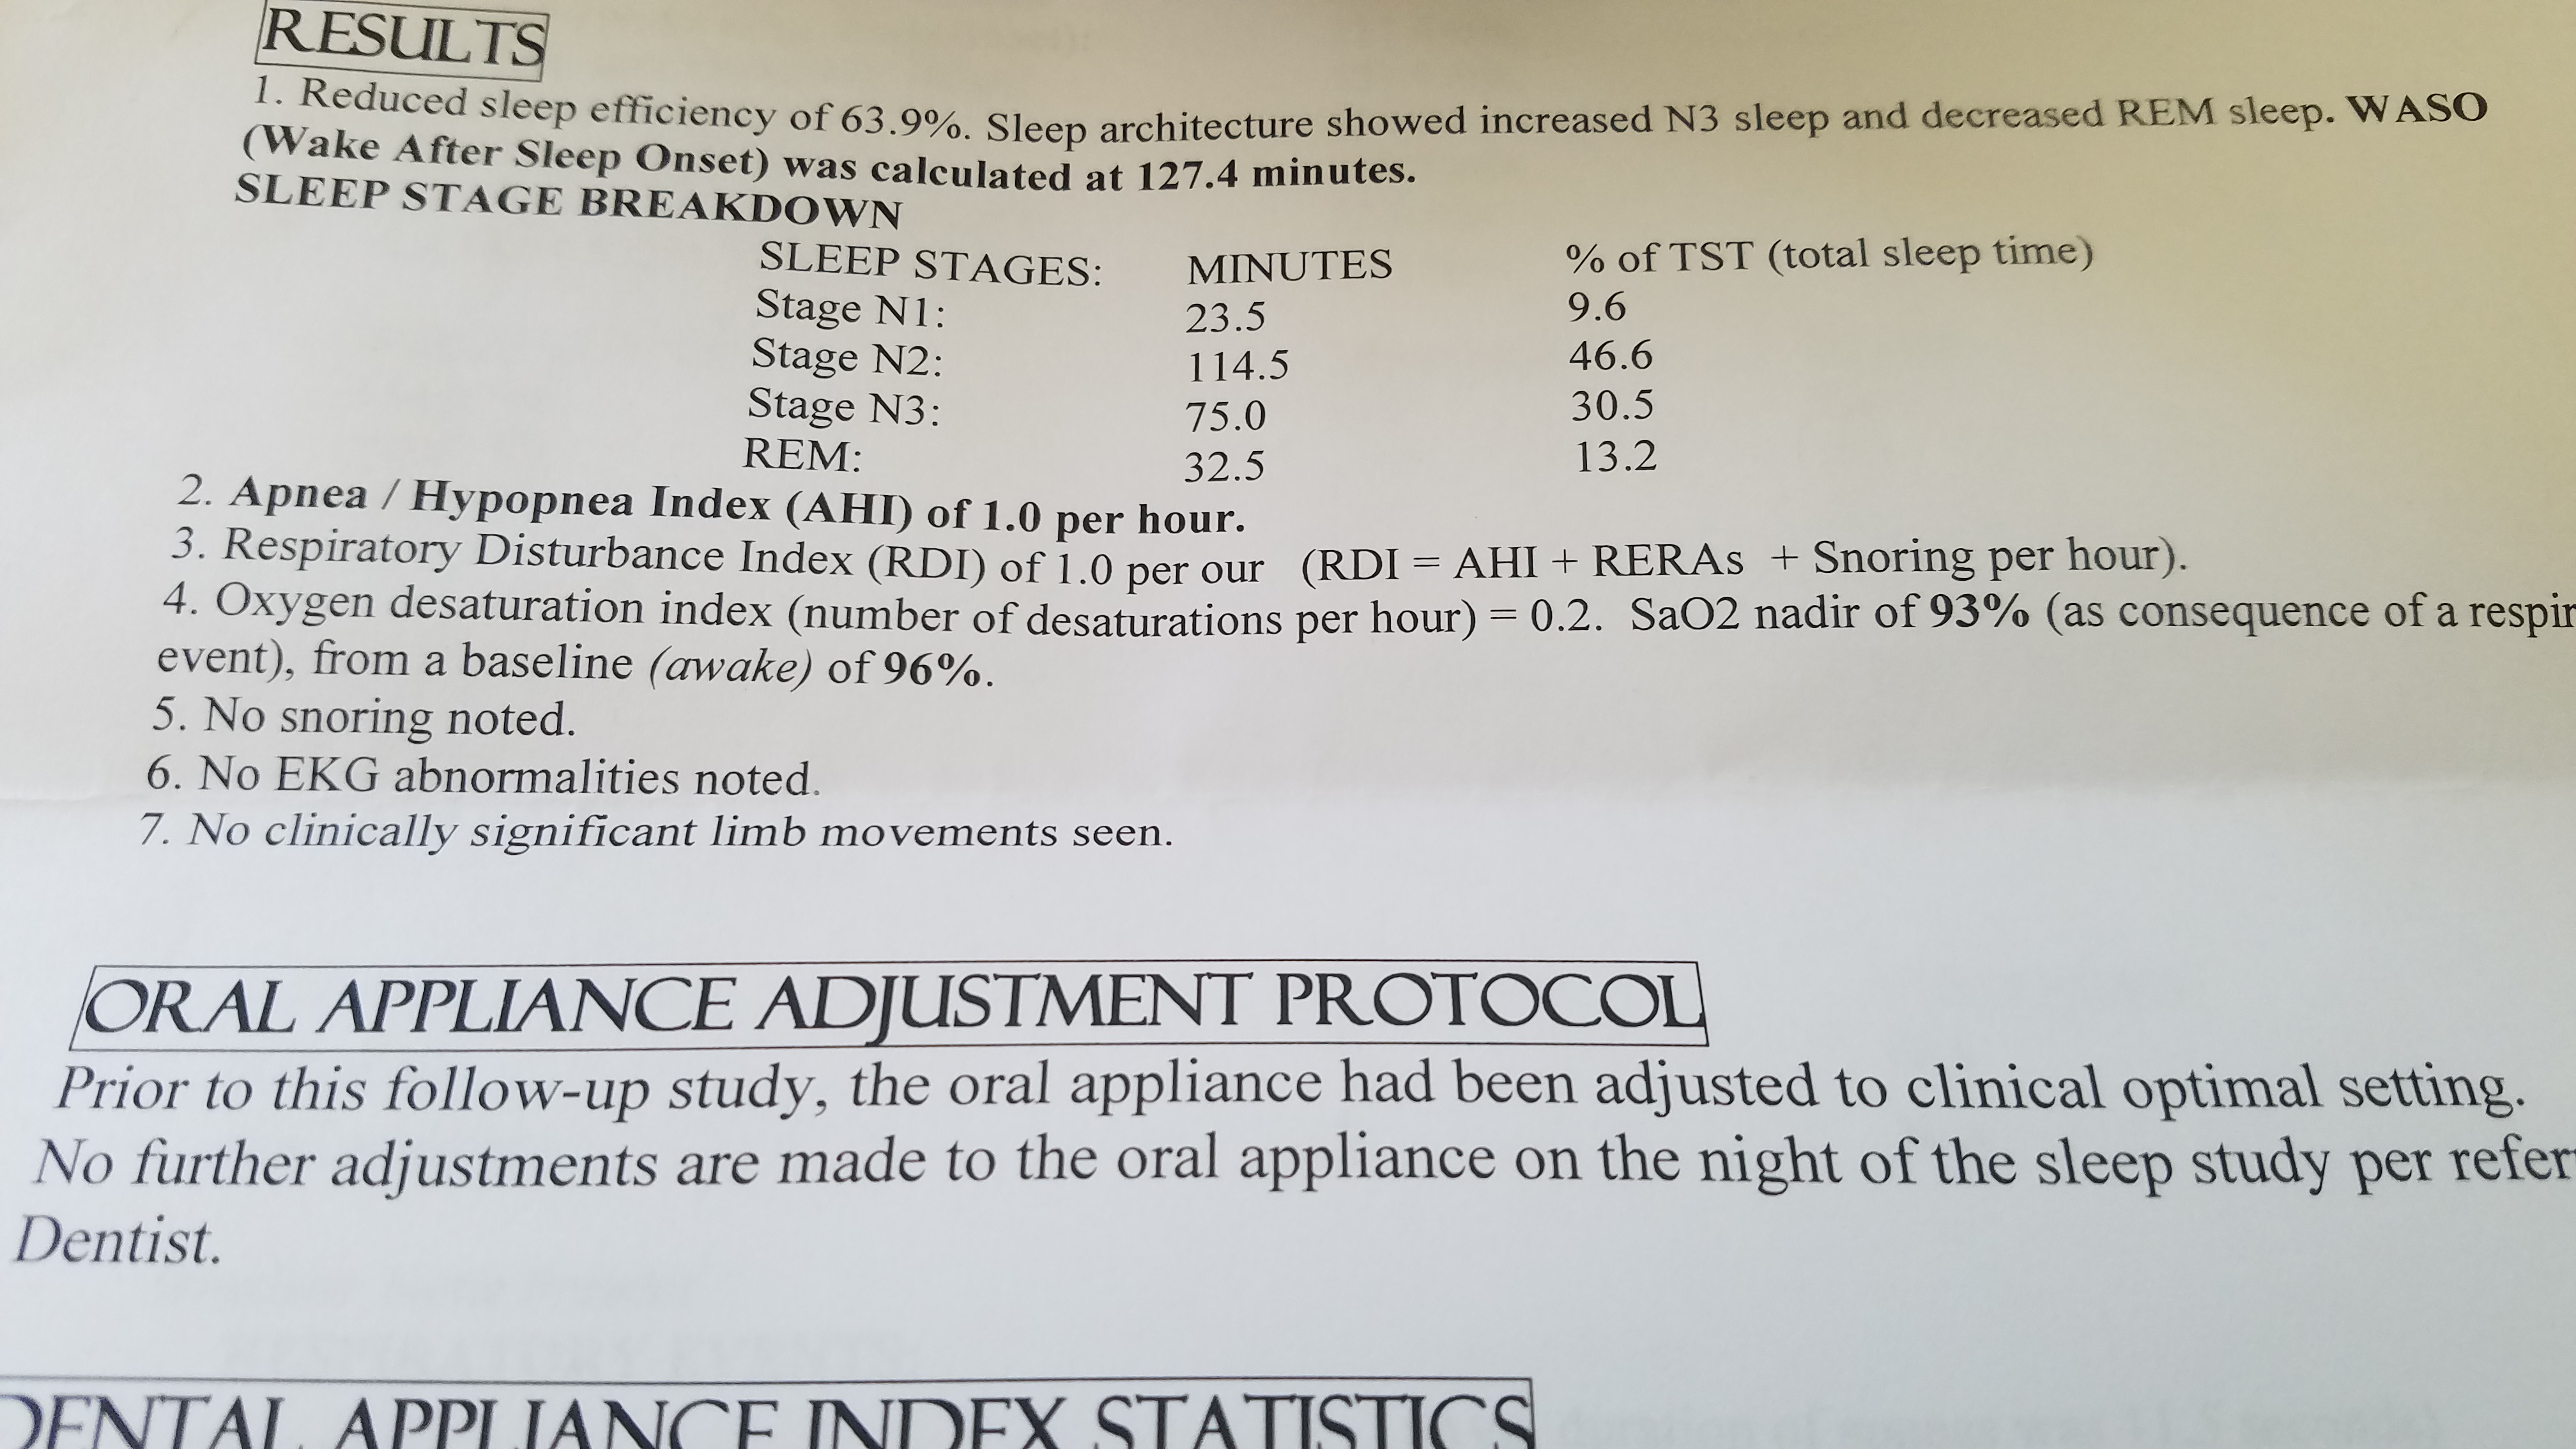 RESULTS
1. Reduced sleep efficiency of 63.9%. Sleep architecture showed increased N3 sleep and decreased REM sleep. WASO
(Wake After Sleep Onset) was calculated at 127.4 minutes.
SLEEP STAGE BREAKDOWN
SLEEP STAGES: MINUTES % of TST (total sleep time)
Stage N1: 23.5 9.6
Stage N2: 114.5 46.6
Stage N3: 75.0 30.5
REM: 32.5 13.2
2. Apnea / Hypopnea Index (AHI) of 1.0 per hour.
3. Respiratory Disturbance Index (RDI) of 1.0 per our (RDI = AHI + RERAs + Snoring per hour).
4. Oxygen desaturation index (number of desaturations per hour) = 0.2. SaO2 nadir of 93% (as consequence of a respir
event), from a baseline (awake) of 96%.
5. No snoring noted.
6. No EKG abnormalities noted.
7. No clinically significant limb movements seen.
ORAL APPLIANCE ADJUSTMENT PROTOCOL
Prior to this follow-up study, the oral appliance had been adjusted to clinical optimal setting.
No further adjustments are made to the oral appliance on the night of the sleep study per refer
Dentist.
DENTAL APPLIANCE INDEX STATISTICS